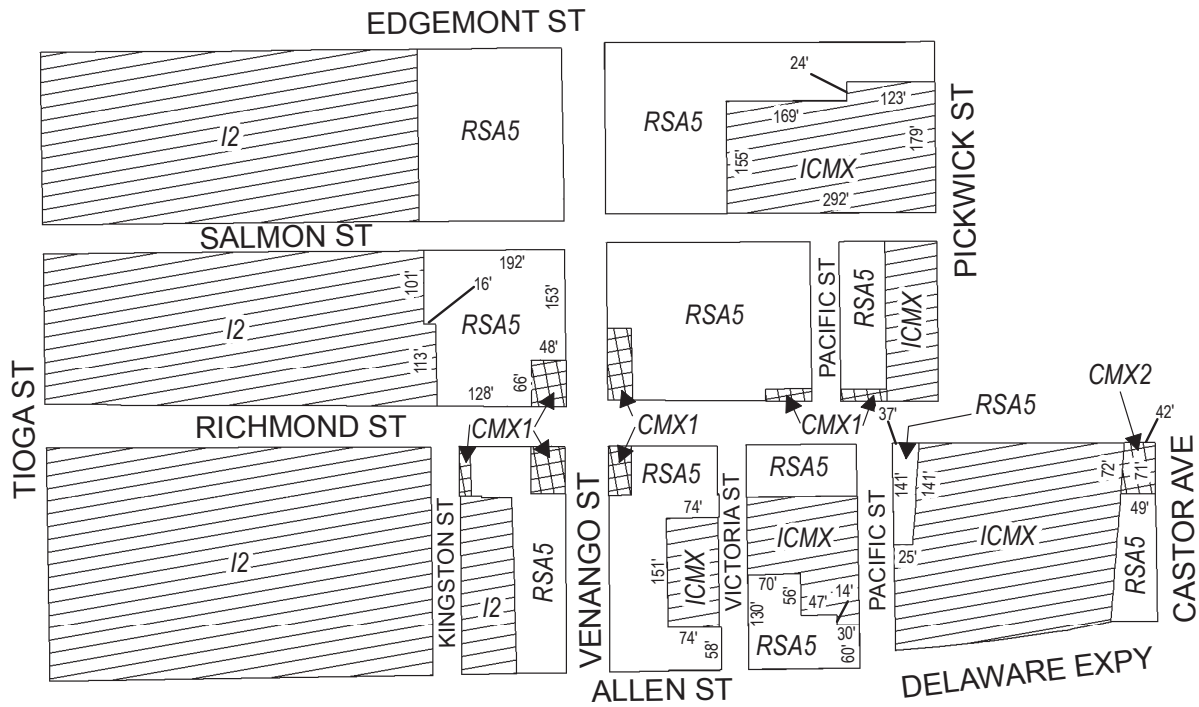 EDGEMONT ST
24'
I2
RSA5
RSA5
169'
123'
155'
ICMX
179'
292'
PICKWICK ST
SALMON ST
192'
101'
16'
153'
I2
RSA5
113'
48'
66'
128'
RSA5
PACIFIC ST
RSA5
ICMX
TIOGA ST
RICHMOND ST
CMX1
CMX1
CMX1
37'
RSA5
CMX2
42'
I2
KINGSTON ST
I2
RSA5
VENANGO ST
RSA5
74'
151'
ICMX
74'
58'
VICTORIA ST
RSA5
ICMX
70'
56'
47'
14'
130'
RSA5
30'
60'
PACIFIC ST
141'
141'
25'
ICMX
72'
71'
49'
RSA5
CASTOR AVE
ALLEN ST
DELAWARE EXPY